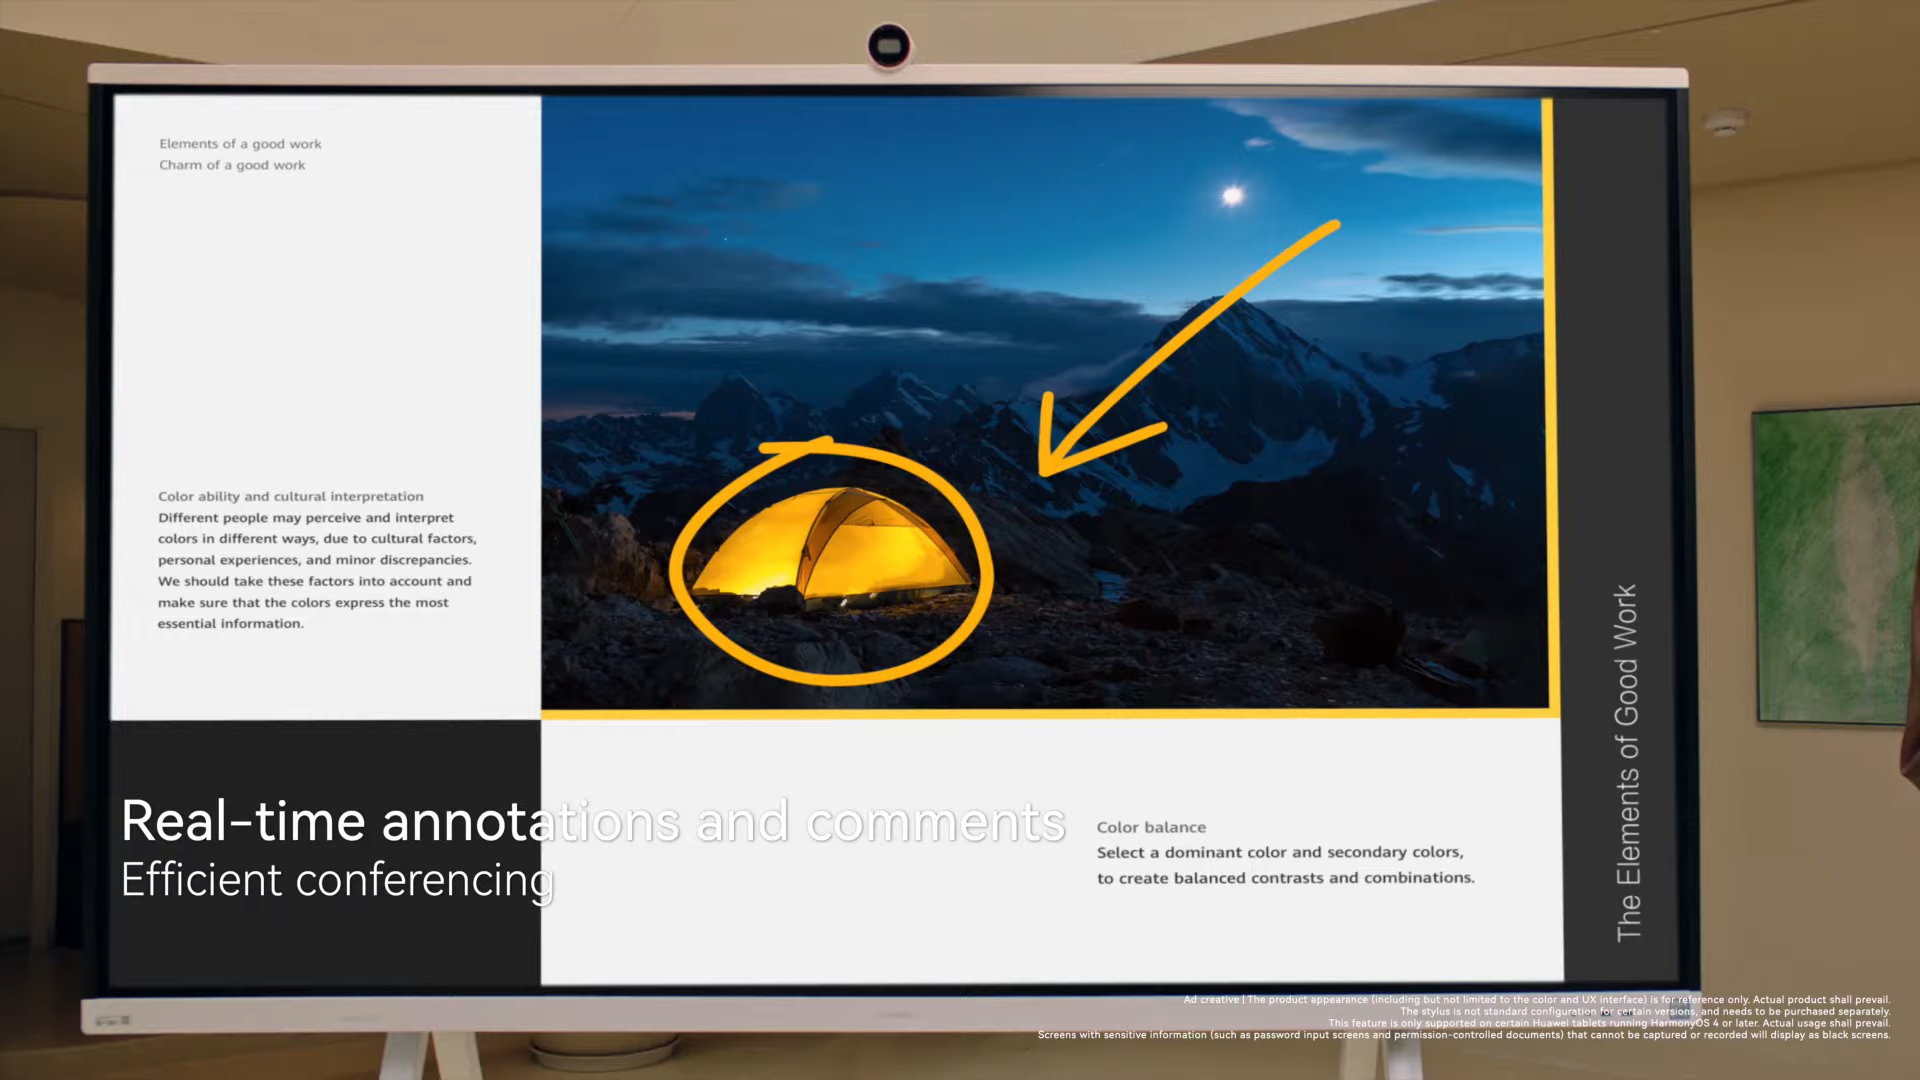 Elements of a good work
Charm of a good work
Color ability and cultural interpretation
Different people may perceive and interpret
colors in different ways, due to cultural factors,
personal experiences, and minor discrepancies.
We should take these factors into account and
make sure that the colors express the most
essential information.
Real-time annotations and comments
Efficient conferencing
Color balance
Select a dominant color and secondary colors,
to create balanced contrasts and combinations.
The Elements of Good Work
Ad creative | The product appearance (including but not limited to the color and UX interface) is for reference only. Actual product shall prevail.
The stylus is not standard configuration for certain versions, and needs to be purchased separately.
This feature is only supported on certain Huawei tablets running HarmonyOS 4 or later. Actual usage shall prevail.
Screens with sensitive information (such as password input screens and permission-controlled documents) that cannot be captured or recorded will display as black screens.